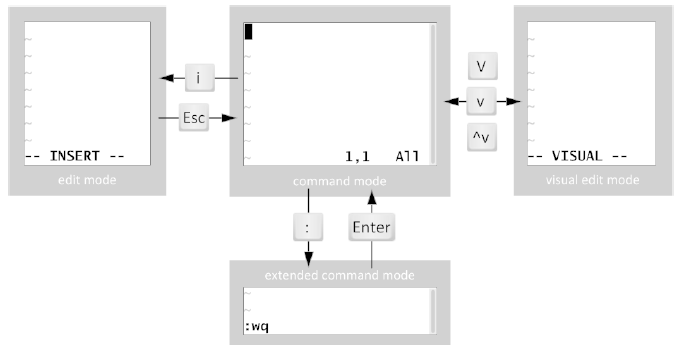 i
Esc
-- INSERT --
edit mode
1,1 All
command mode
V
v
^v
-- VISUAL --
visual edit mode
:
Enter
extended command mode
:wq